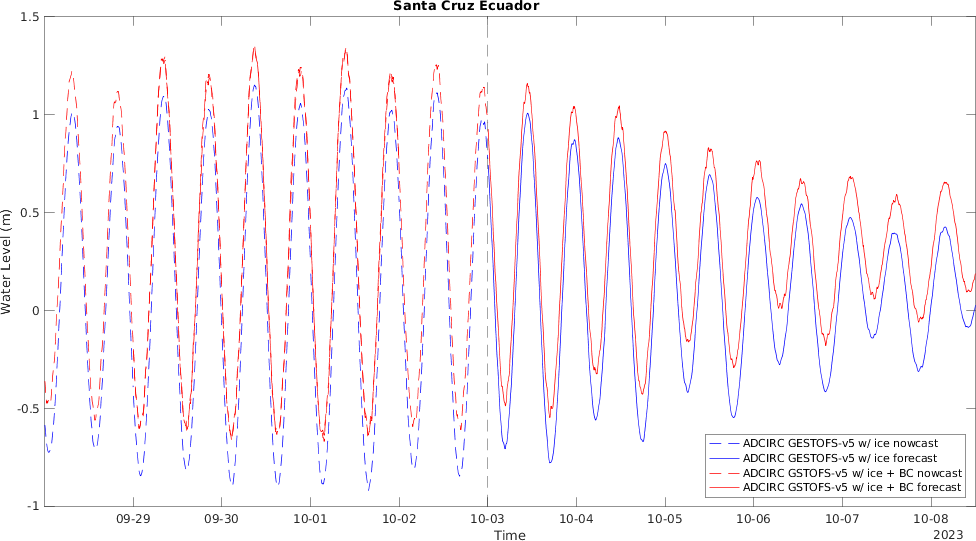 Santa Cruz Ecuador
1.5
1
0.5
0
-0.5
-1
Water Level (m)
09-29 09-30 10-01 10-02 10-03 10-04 10-05 10-06 10-07 10-08
Time
2023
ADCIRC GESTOFS-v5 w/ ice nowcast
ADCIRC GESTOFS-v5 w/ ice forecast
ADCIRC GSTOFS-v5 w/ ice + BC nowcast
ADCIRC GSTOFS-v5 w/ ice + BC forecast